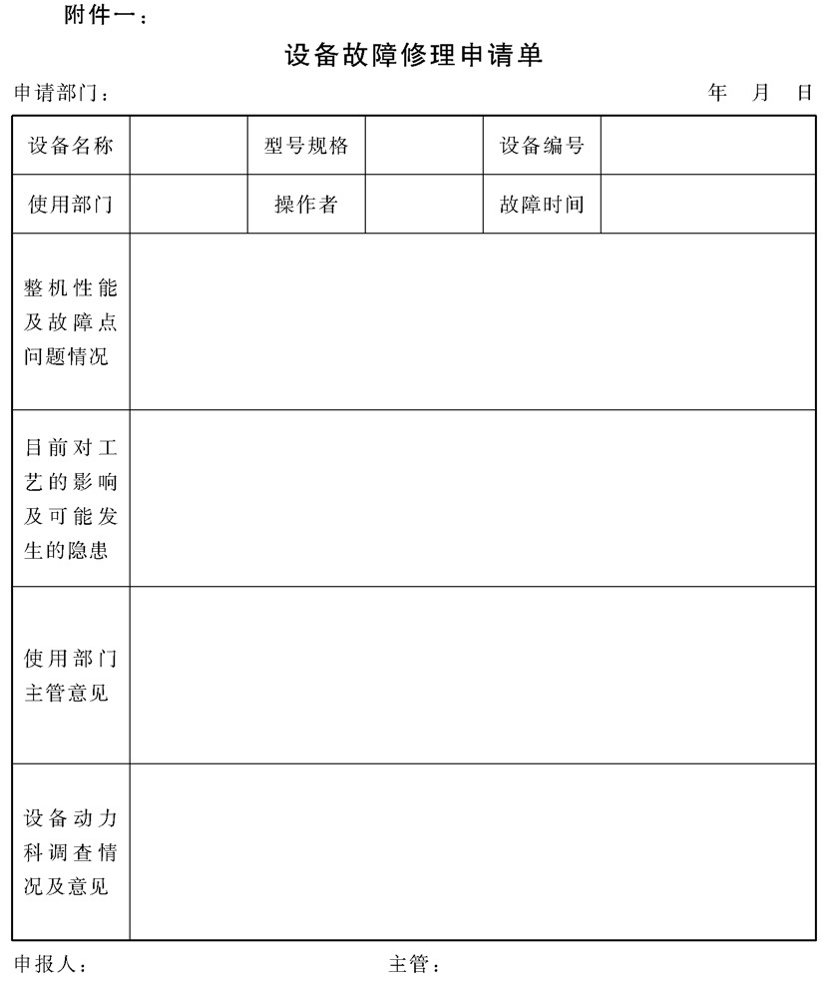 附件一：
设备故障修理申请单
申请部门： 年 月 日
设备名称 型号规格 设备编号
使用部门 操作者 故障时间
整机性能
及故障点
问题情况
目前对工
艺的影响
及可能发
生的隐患
使用部门
主管意见
设备动力
科调查情
况及意见
申报人： 主管：